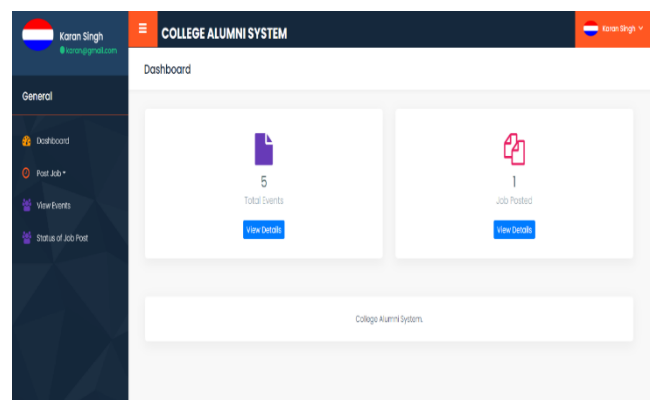 Karan Singh
karan@gmail.com
COLLEGE ALUMNI SYSTEM
Karan Singh
Dashboard
General
Dashboard
Post Job
View Events
Status of Job Post
5
Total Events
View Details
1
Job Posted
View Details
College Alumni System.